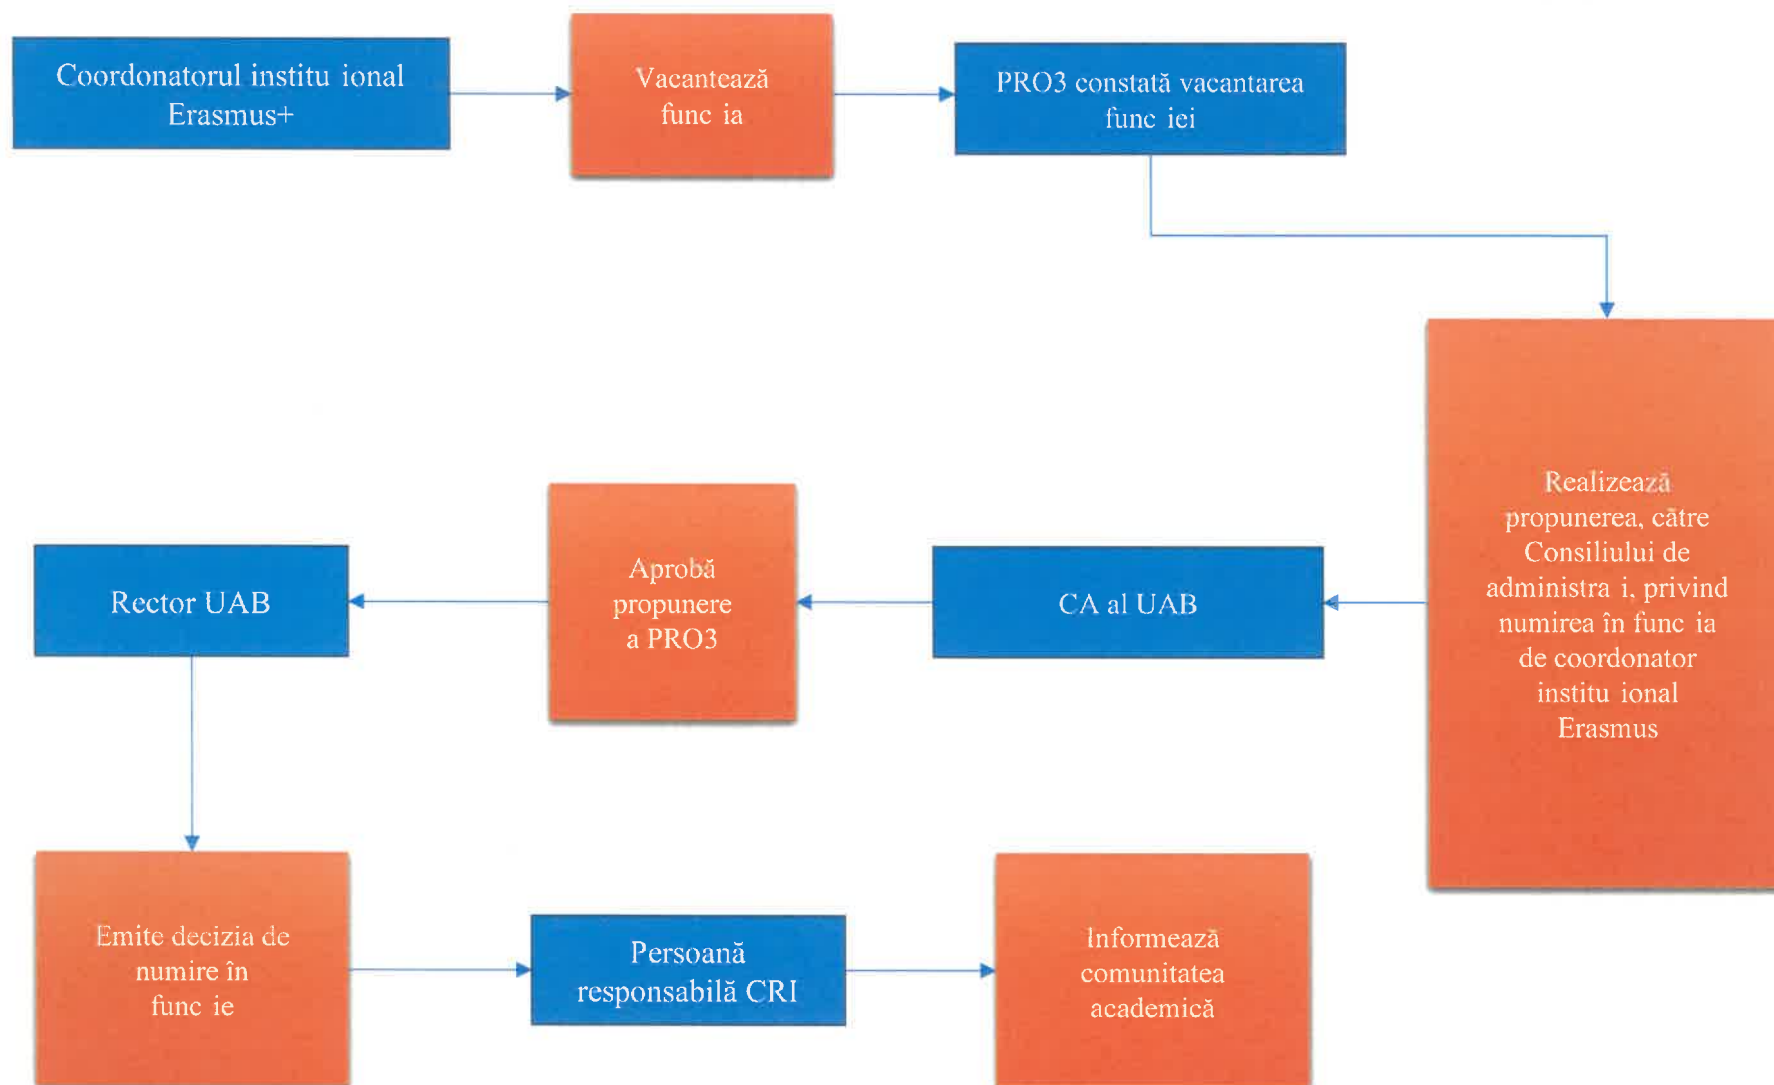 Coordonatorul institu ional
Erasmus+
Vacantează
func ia
PRO3 constată vacantarea
func iei
Realizează
propunerea, către
Consiliului de
administra i, privind
numirea în func ia
de coordonator
institu ional
Erasmus
CA al UAB
Aprobă
propunere
a PRO3
Rector UAB
Emite decizia de
numire în
func ie
Persoană
responsabilă CRI
Informează
comunitatea
academică